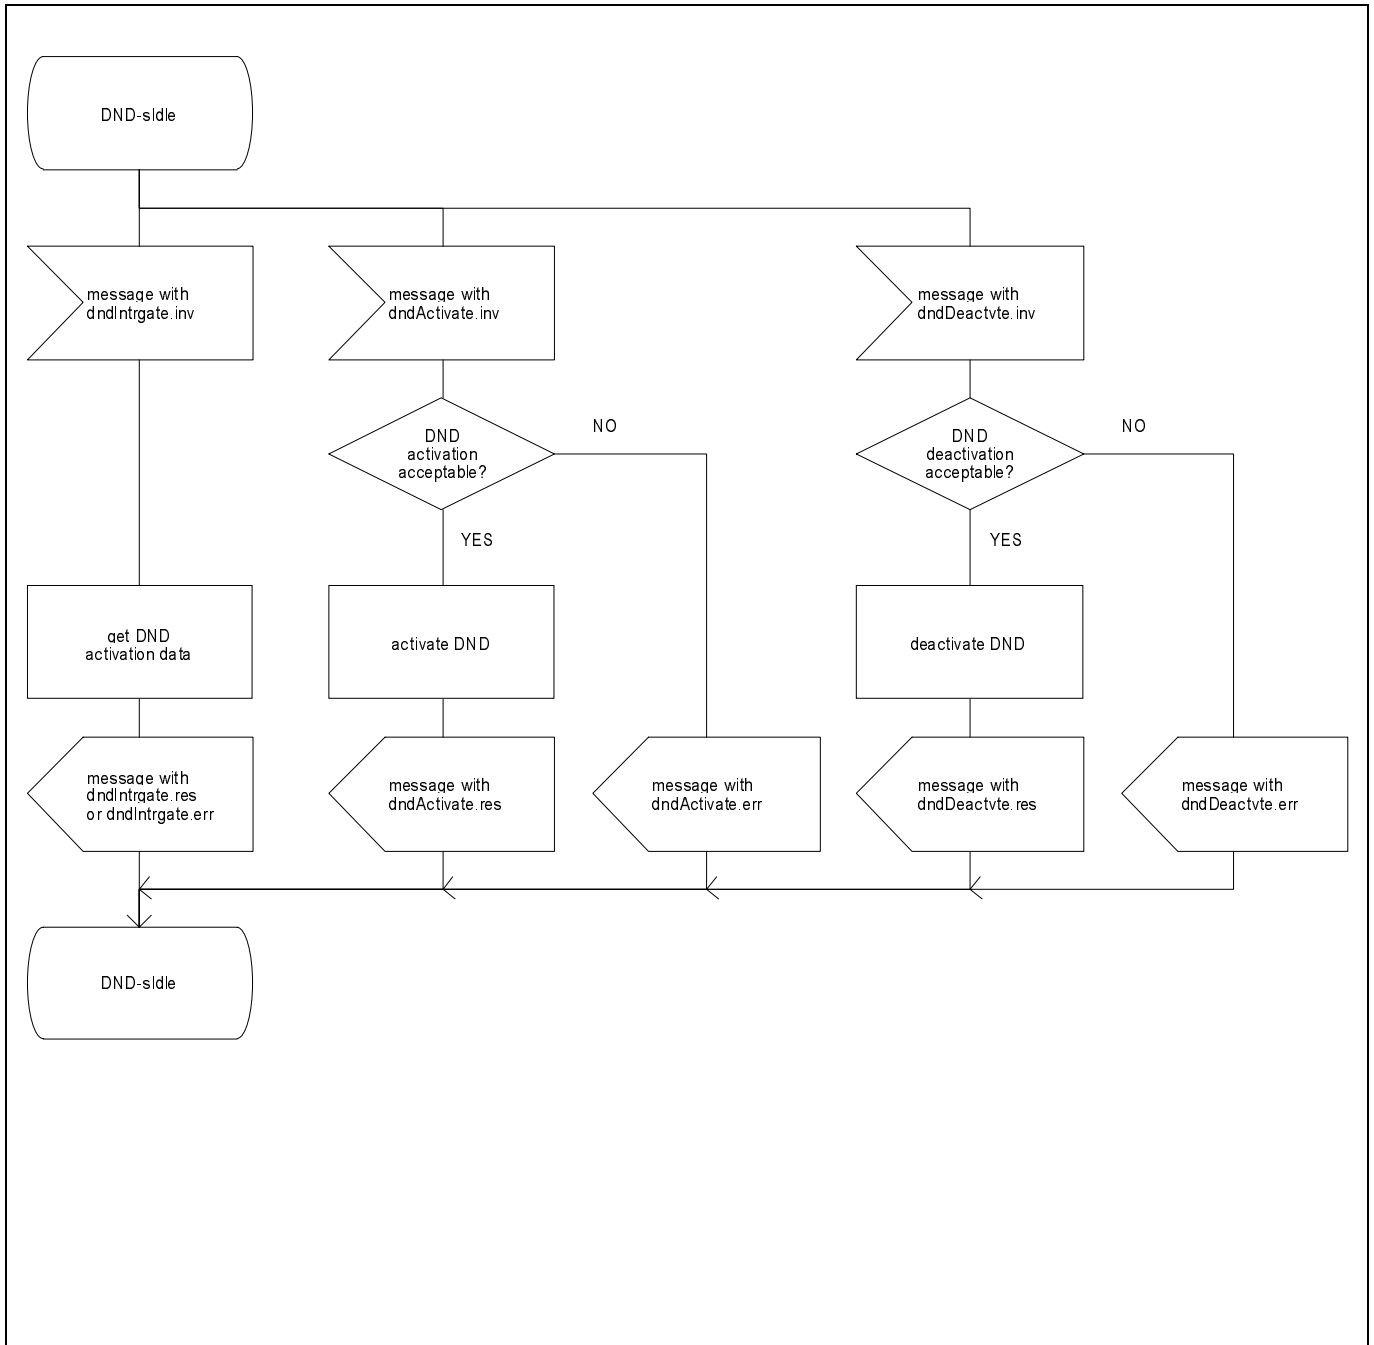 DND-sIdle
message with
dndIntrgate.inv
message with
dndActivate.inv
message with
dndDeactvte.inv
DND
activation
acceptable?
NO
DND
deactivation
acceptable?
NO
YES
YES
get DND
activation data
activate DND
deactivate DND
message with
dndIntrgate.res
or dndIntrgate.err
message with
dndActivate.res
message with
dndActivate.err
message with
dndDeactvte.res
message with
dndDeactvte.err
DND-sIdle